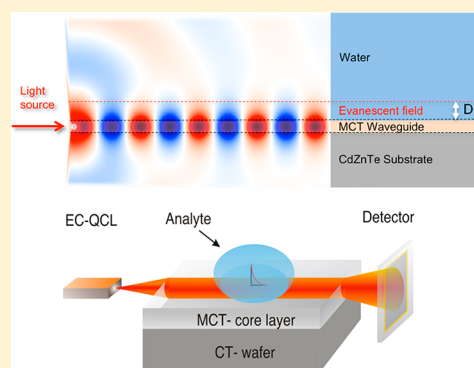 Water
Light
source
Evanescent field
D
MCT Waveguide
CdZnTe Substrate
EC-QCL
Analyte
Detector
MCT- core layer
CT- wafer